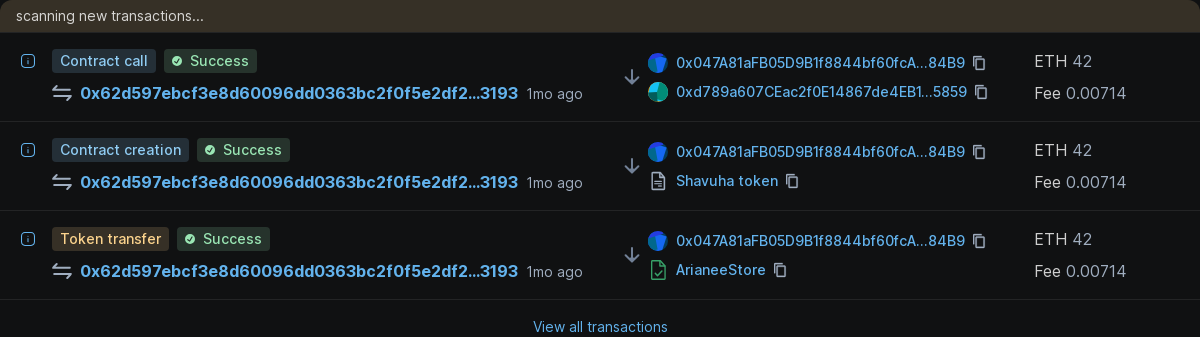 scanning new transactions...
Contract call Success
0x62d597ebcf3e8d60096dd0363bc2f0f5e2df2...3193 1mo ago
0x047A81aFB05D9B1f8844bf60fcA...84B9
0xd789a607CEac2f0E14867de4EB1...5859
ETH 42
Fee 0.00714
Contract creation Success
0x62d597ebcf3e8d60096dd0363bc2f0f5e2df2...3193 1mo ago
0x047A81aFB05D9B1f8844bf60fcA...84B9
Shavuha token
ETH 42
Fee 0.00714
Token transfer Success
0x62d597ebcf3e8d60096dd0363bc2f0f5e2df2...3193 1mo ago
0x047A81aFB05D9B1f8844bf60fcA...84B9
ArianeeStore
ETH 42
Fee 0.00714
View all transactions